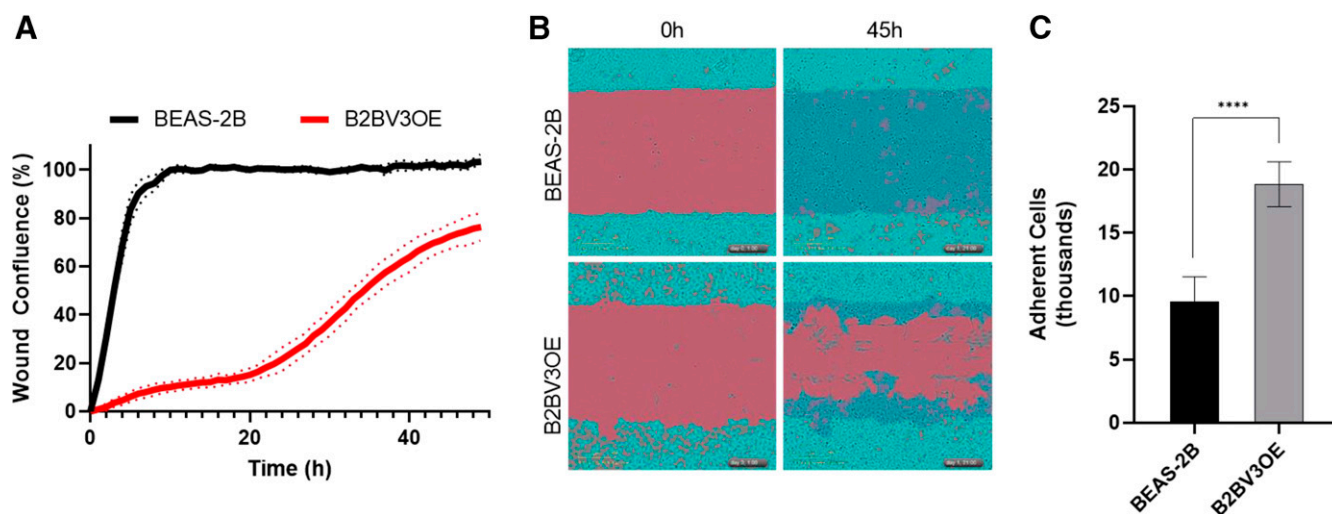 A
BEAS-2B
B2BV3OE
Wound Confluence (%)
100
80
60
40
20
0
0
20
40
Time (h)
B
0h
45h
BEAS-2B
B2BV3OE
C
Adherent Cells
(thousands)
25
20
15
10
5
0
****
BEAS-2B
B2BV3OE